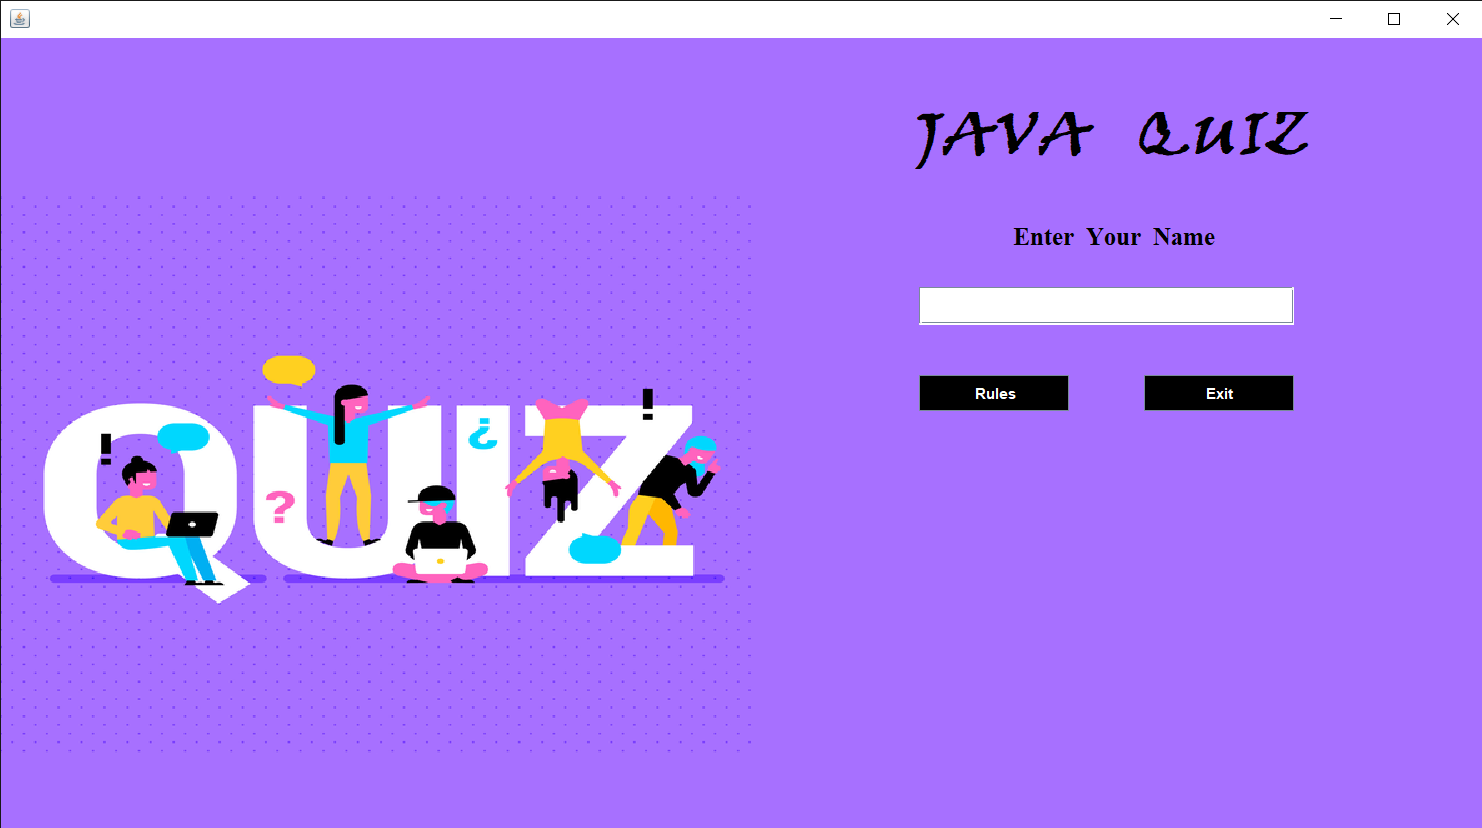 JAVA QUIZ
Enter Your Name
Rules Exit
! ? ¿ !
QUIZ